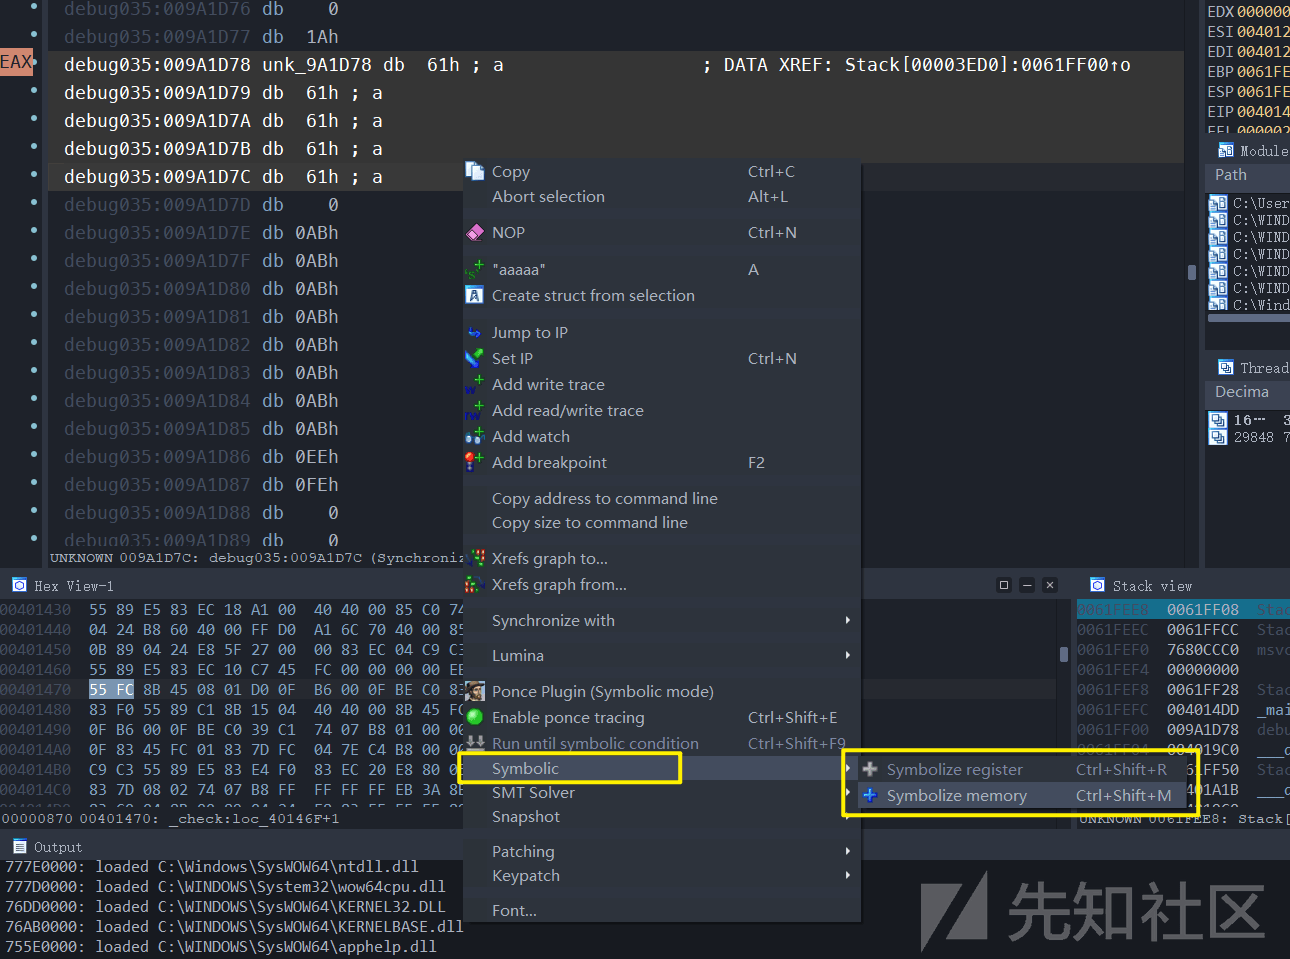 debug035:009A1D76 db    0
debug035:009A1D77 db  1Ah
EAX
debug035:009A1D78 unk_9A1D78 db  61h ; a                    ; DATA XREF: Stack[00003ED0]:0061FF00↑o
debug035:009A1D79 db  61h ; a
debug035:009A1D7A db  61h ; a
debug035:009A1D7B db  61h ; a
debug035:009A1D7C db  61h ; a
debug035:009A1D7D db    0
debug035:009A1D7E db 0ABh
debug035:009A1D7F db 0ABh
debug035:009A1D80 db 0ABh
debug035:009A1D81 db 0ABh
debug035:009A1D82 db 0ABh
debug035:009A1D83 db 0ABh
debug035:009A1D84 db 0ABh
debug035:009A1D85 db 0ABh
debug035:009A1D86 db 0EEh
debug035:009A1D87 db 0FEh
debug035:009A1D88 db    0
debug035:009A1D89 db    0
UNKNOWN 009A1D7C: debug035:009A1D7C (Synchroniz
Copy Ctrl+C
Abort selection Alt+L
NOP Ctrl+N
"aaaaa" A
Create struct from selection
Jump to IP
Set IP Ctrl+N
Add write trace
Add read/write trace
Add watch
Add breakpoint F2
Copy address to command line
Copy size to command line
Xrefs graph to...
Xrefs graph from...
Synchronize with
Lumina
Ponce Plugin (Symbolic mode)
Enable ponce tracing Ctrl+Shift+E
Run until symbolic condition Ctrl+Shift+F9
Symbolic
SMT Solver
Snapshot
Patching
Keypatch
Font...
Symbolize register Ctrl+Shift+R
Symbolize memory Ctrl+Shift+M
EDX 000000
ESI 004012
EDI 004012
EBP 0061FE
ESP 0061FE
EIP 004014
EFL 000002
Module
Path
C:\User
C:\WIND
C:\WIND
C:\WIND
C:\WIND
C:\WIND
C:\Wind
Thread
Decima
16… 3
29848 7
Hex View-1
00401430  55 89 E5 83 EC 18 A1 00  40 40 00 85 C0 74
00401440  04 24 B8 60 40 00 FF D0  A1 6C 70 40 00 85
00401450  0B 89 04 24 E8 5F 27 00  00 83 EC 04 C9 C3
00401460  55 89 E5 83 EC 10 C7 45  FC 00 00 00 00 EB
00401470  55 FC 8B 45 08 01 D0 0F  B6 00 0F BE C0 83
00401480  83 F0 55 89 C1 8B 15 04  40 40 00 8B 45 FC
00401490  0F B6 00 0F BE C0 39 C1  74 07 B8 01 00 00
004014A0  0F 83 45 FC 01 83 7D FC  04 7E C4 B8 00 00
004014B0  C9 C3 55 89 E5 83 E4 F0  83 EC 20 E8 80 0
004014C0  83 7D 08 02 74 07 B8 FF  FF FF FF EB 3A 8B
00000870 00401470: _check:loc_40146F+1
Stack view
0061FEE8  0061FF08  Stac
0061FEEC  0061FFCC  Stac
0061FEF0  7680CCC0  msvc
0061FEF4  00000000
0061FEF8  0061FF28  Stac
0061FEFC  004014DD  _mai
0061FF00  009A1D78  debu
0061FF04  004019C0  ___d
61FF50  Stac
401A1B  ___d
UNKNOWN 0061FEE8: Stack[
Output
777E0000: loaded C:\Windows\SysWOW64\ntdll.dll
777D0000: loaded C:\WINDOWS\System32\wow64cpu.dll
76DD0000: loaded C:\WINDOWS\SysWOW64\KERNEL32.DLL
76AB0000: loaded C:\WINDOWS\SysWOW64\KERNELBASE.dll
755E0000: loaded C:\WINDOWS\SysWOW64\apphelp.dll
先知社区